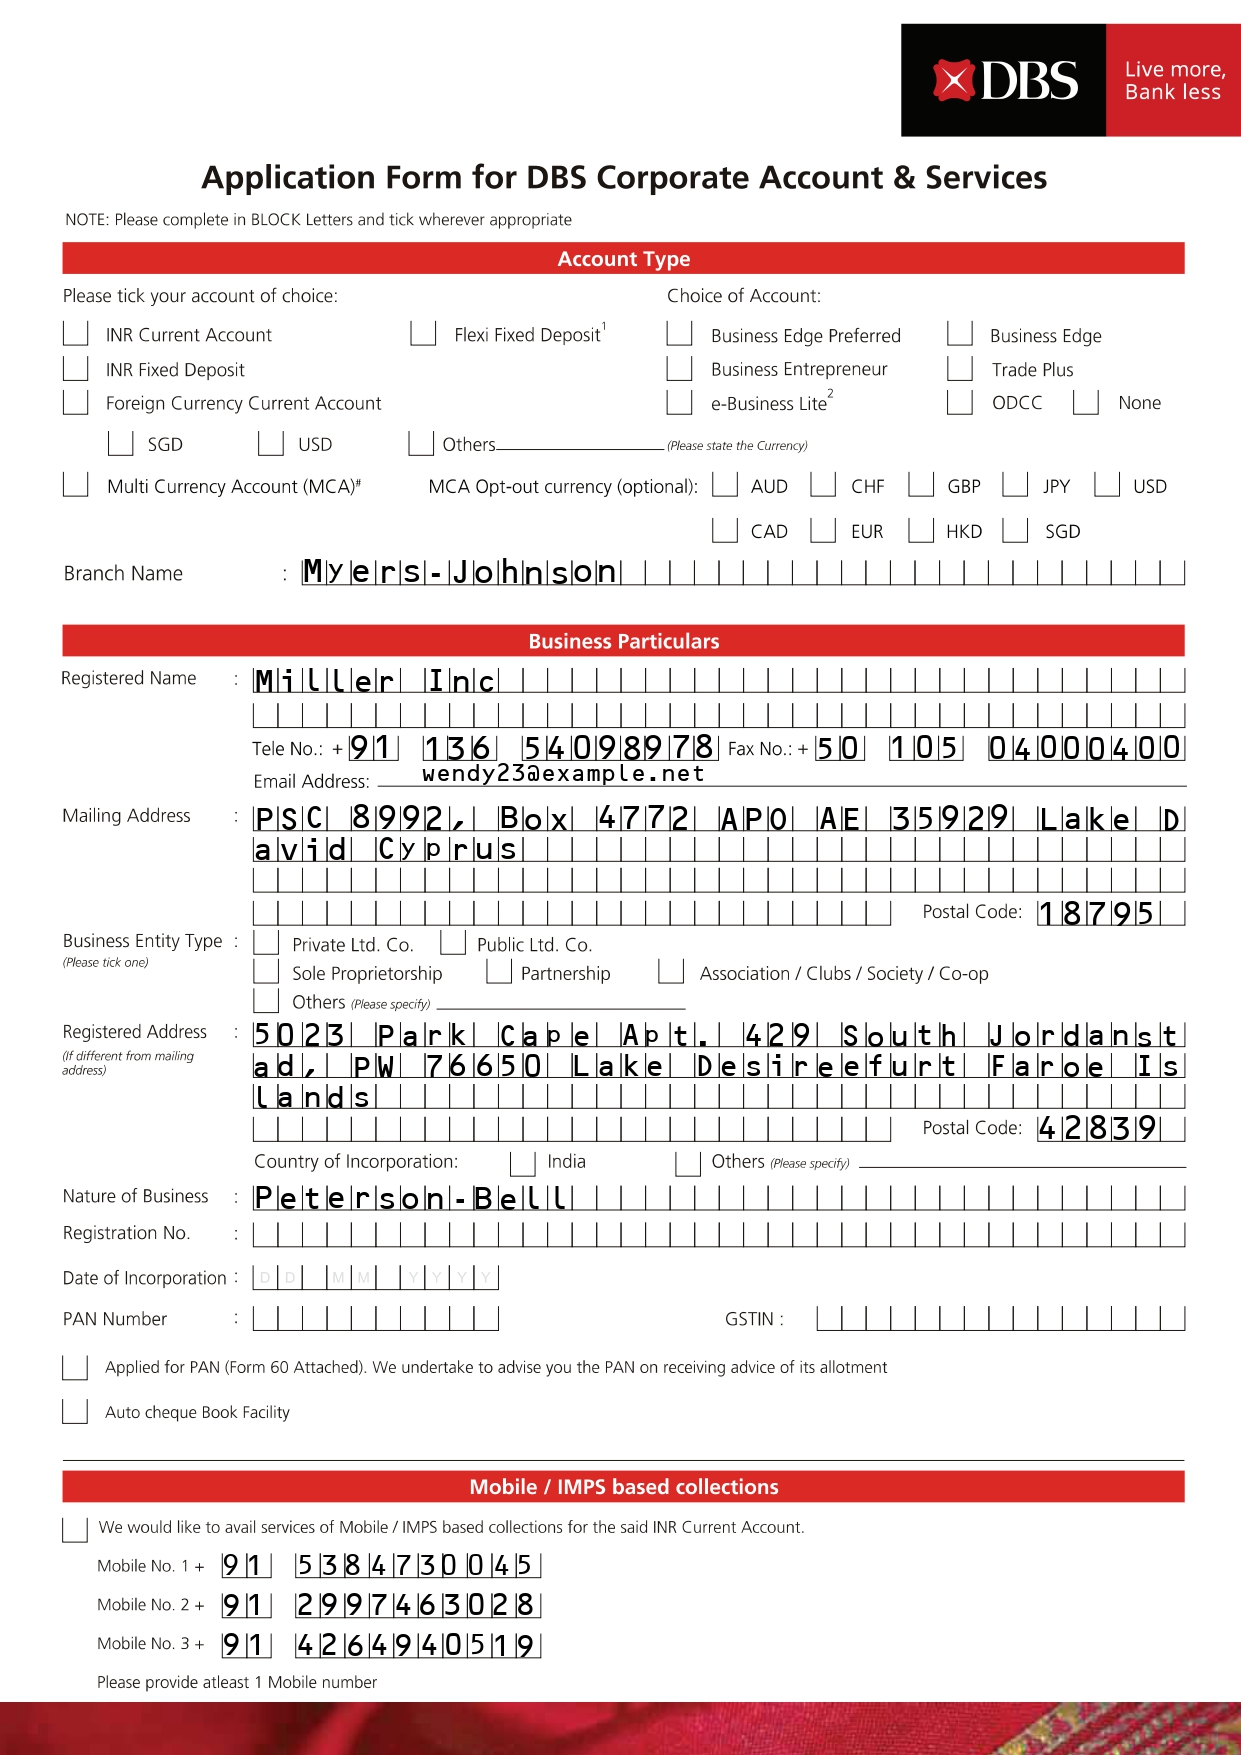 DBS Live more,
Bank less
Application Form for DBS Corporate Account & Services
NOTE: Please complete in BLOCK Letters and tick wherever appropriate
Account Type
Please tick your account of choice: Choice of Account:
INR Current Account Flexi Fixed Deposit1 Business Edge Preferred Business Edge
INR Fixed Deposit Business Entrepreneur Trade Plus
Foreign Currency Current Account e-Business Lite2 ODCC None
SGD USD Others (Please state the Currency)
Multi Currency Account (MCA)# MCA Opt-out currency (optional): AUD CHF GBP JPY USD
CAD EUR HKD SGD
Branch Name : Myers-Johnson
Business Particulars
Registered Name : Miller Inc
Tele No.: + 91 136 54098978 Fax No.: + 50 105 04000400
Email Address: wendy23@example.net
Mailing Address : PSC 8992, Box 4772 APO AE 35929 Lake D
avid Cyprus
Postal Code: 18795
Business Entity Type : Private Ltd. Co. Public Ltd. Co.
(Please tick one)
Sole Proprietorship Partnership Association / Clubs / Society / Co-op
Others (Please specify)
Registered Address : 5023 Park Cape Apt. 429 South Jordanst
(If different from mailing address) ad, PW 76650 Lake Desireefurt Faroe Is
lands
Postal Code: 42839
Country of Incorporation: India Others (Please specify)
Nature of Business : Peterson-Bell
Registration No. :
Date of Incorporation : D D M M Y Y Y Y
PAN Number : GSTIN :
Applied for PAN (Form 60 Attached). We undertake to advise you the PAN on receiving advice of its allotment
Auto cheque Book Facility
Mobile / IMPS based collections
We would like to avail services of Mobile / IMPS based collections for the said INR Current Account.
Mobile No. 1 + 91 5384730045
Mobile No. 2 + 91 2997463028
Mobile No. 3 + 91 4264940519
Please provide atleast 1 Mobile number